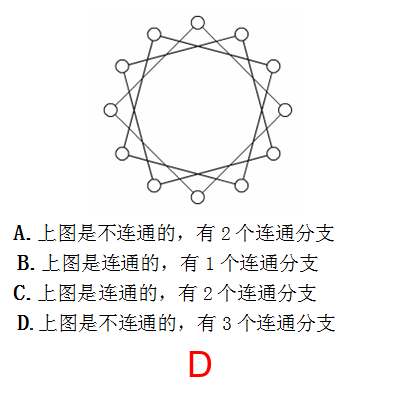 A. 上图是不连通的，有 2 个连通分支
B. 上图是连通的，有 1 个连通分支
C. 上图是连通的，有 2 个连通分支
D. 上图是不连通的，有 3 个连通分支
D